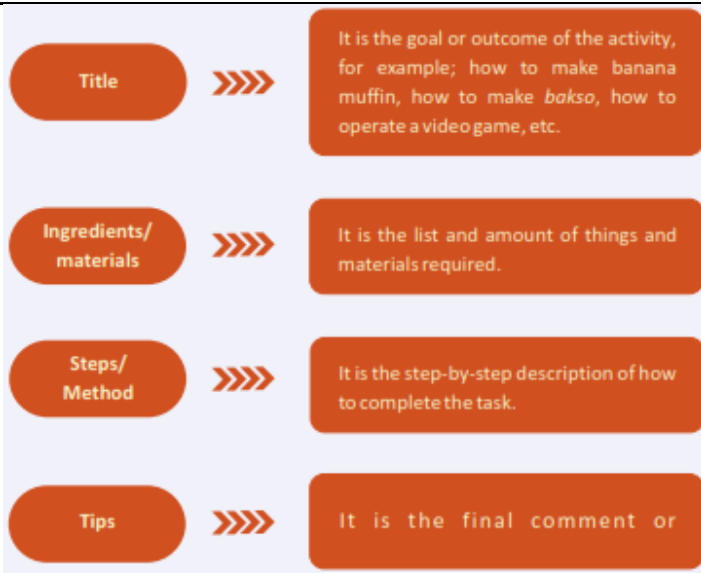 Title
It is the goal or outcome of the activity,
for example; how to make banana
muffin, how to make bakso, how to
operate a video game, etc.
Ingredients/
materials
It is the list and amount of things and
materials required.
Steps/
Method
It is the step-by-step description of how
to complete the task.
Tips
It is the final comment or